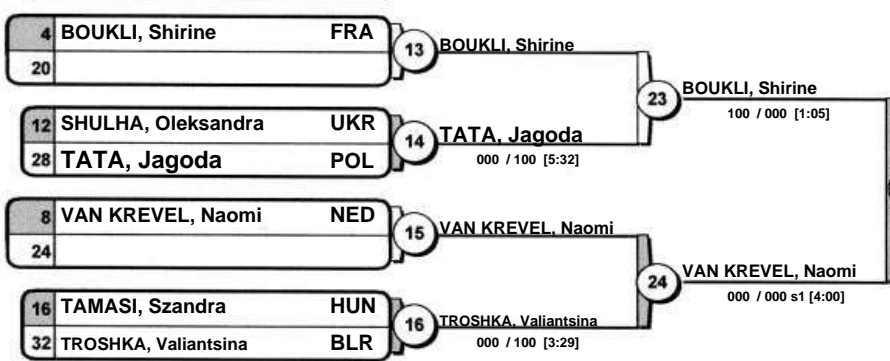 4 BOUKLI, Shirine FRA
20
13 BOUKLI, Shirine
12 SHULHA, Oleksandra UKR
28 TATA, Jagoda POL
14 TATA, Jagoda
000 / 100 [5:32]
23 BOUKLI, Shirine
100 / 000 [1:05]
8 VAN KREVEL, Naomi NED
24
15 VAN KREVEL, Naomi
16 TAMASI, Szandra HUN
32 TROSHKA, Valiantsina BLR
16 TROSHKA, Valiantsina
000 / 100 [3:29]
24 VAN KREVEL, Naomi
000 / 000 s1 [4:00]